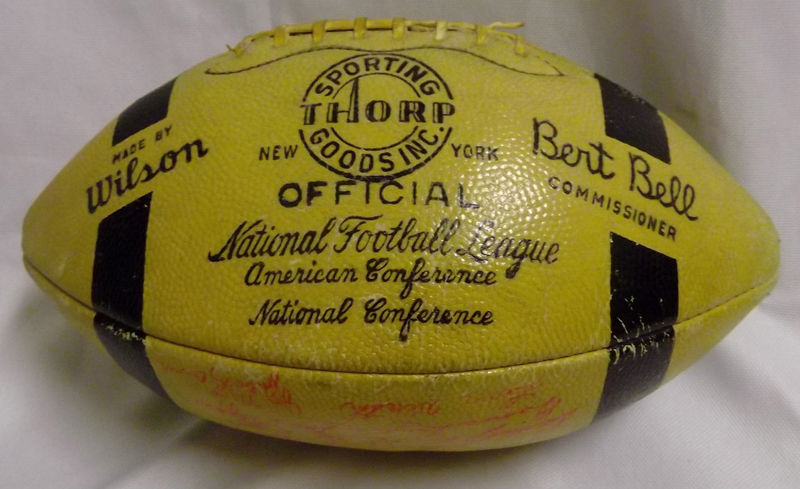 SPORTING
THORP
GOODS INC.
NEW YORK
OFFICIAL
National Football League
American Conference
National Conference
MADE BY
Wilson
Bert Bell
COMMISSIONER